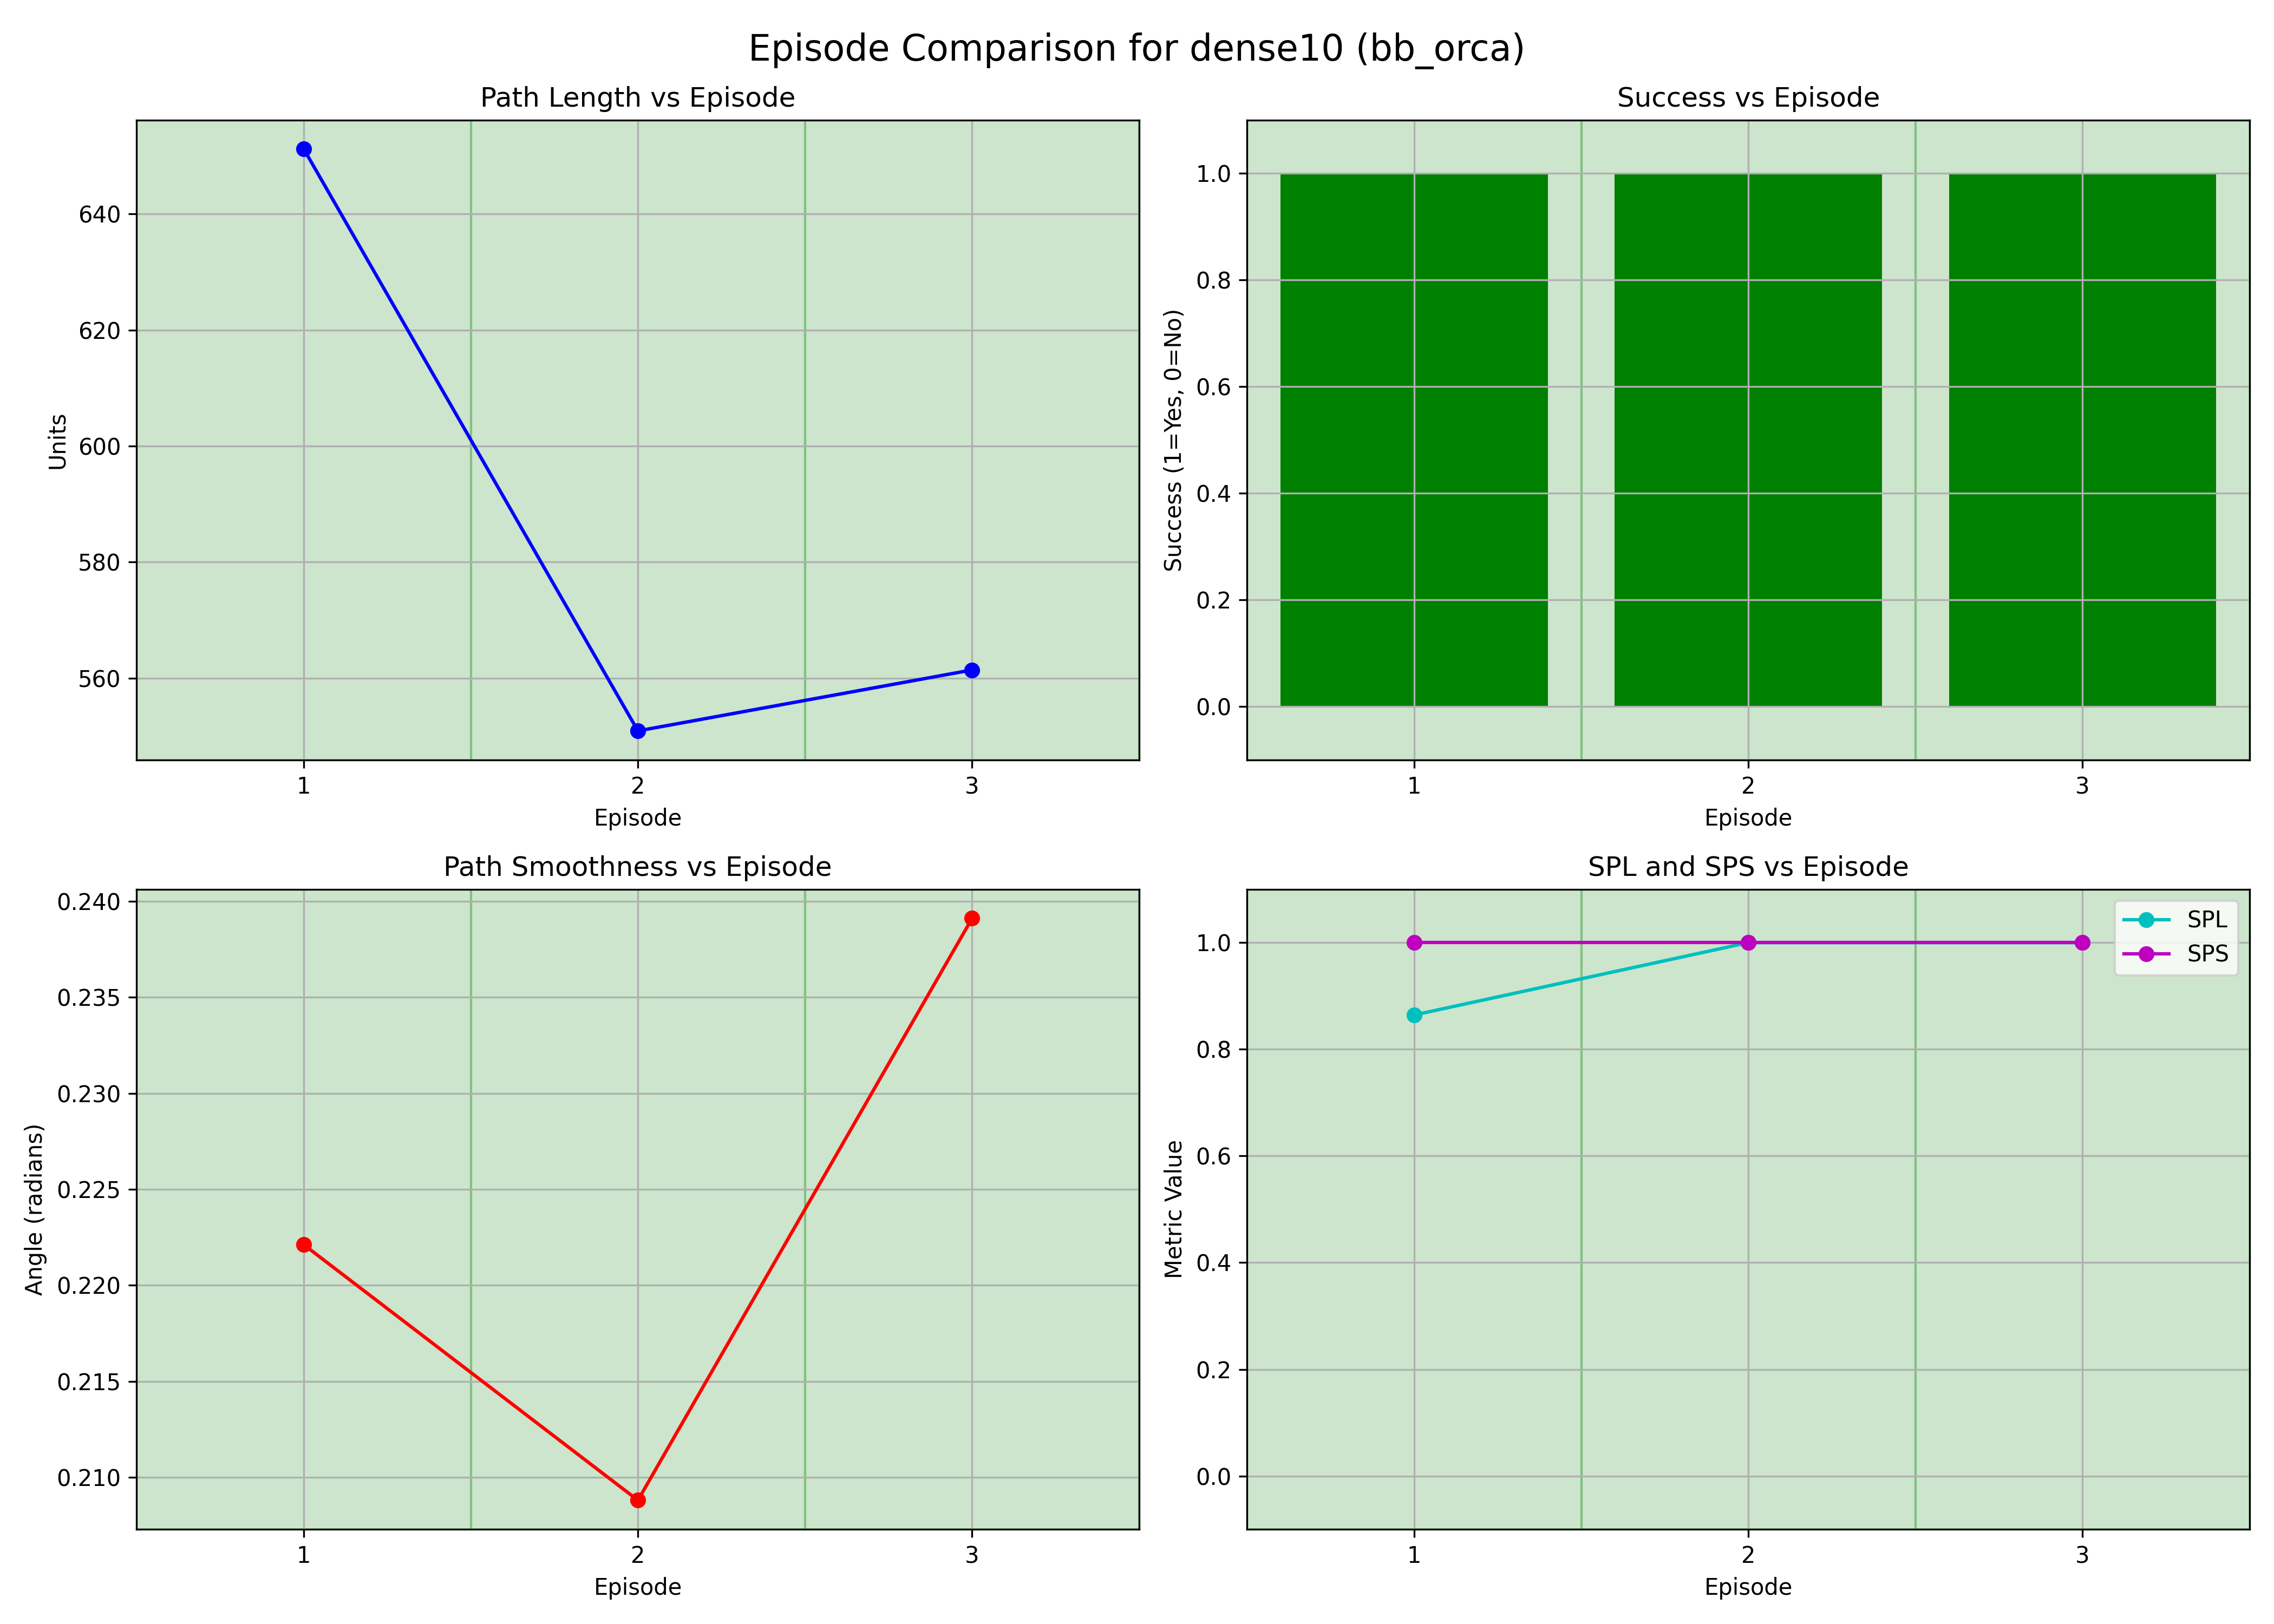 Episode Comparison for dense10 (bb_orca)
Path Length vs Episode
Units
640
620
600
580
560
1
2
3
Episode
Success vs Episode
Success (1=Yes, 0=No)
1.0
0.8
0.6
0.4
0.2
0.0
1
2
3
Episode
Path Smoothness vs Episode
Angle (radians)
0.240
0.235
0.230
0.225
0.220
0.215
0.210
1
2
3
Episode
SPL and SPS vs Episode
Metric Value
1.0
0.8
0.6
0.4
0.2
0.0
SPL
SPS
1
2
3
Episode